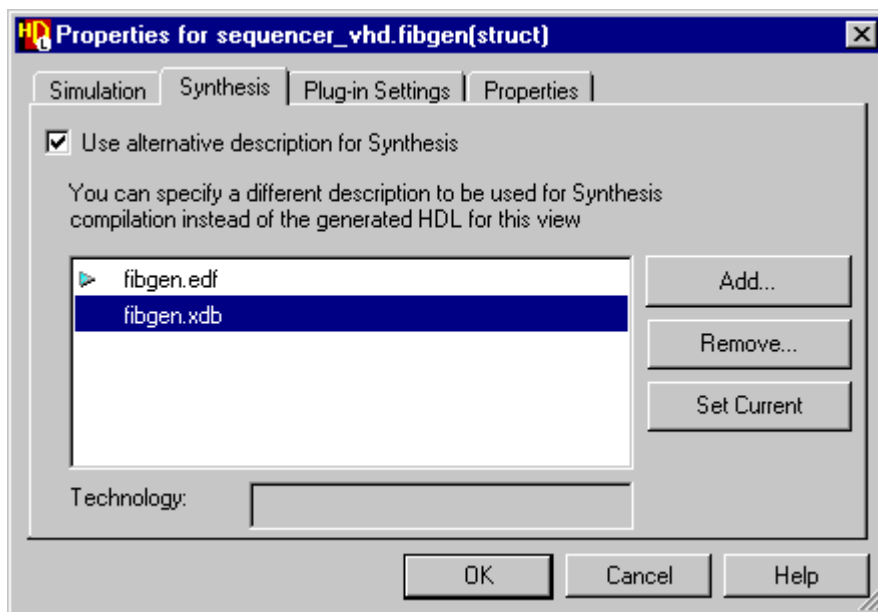 HDL
Properties for sequencer_vhd.fibgen(struct)
Simulation Synthesis Plug-in Settings Properties
Use alternative description for Synthesis
You can specify a different description to be used for Synthesis
compilation instead of the generated HDL for this view
fibgen.edf
fibgen.xdb
Add...
Remove...
Set Current
Technology:
OK Cancel Help